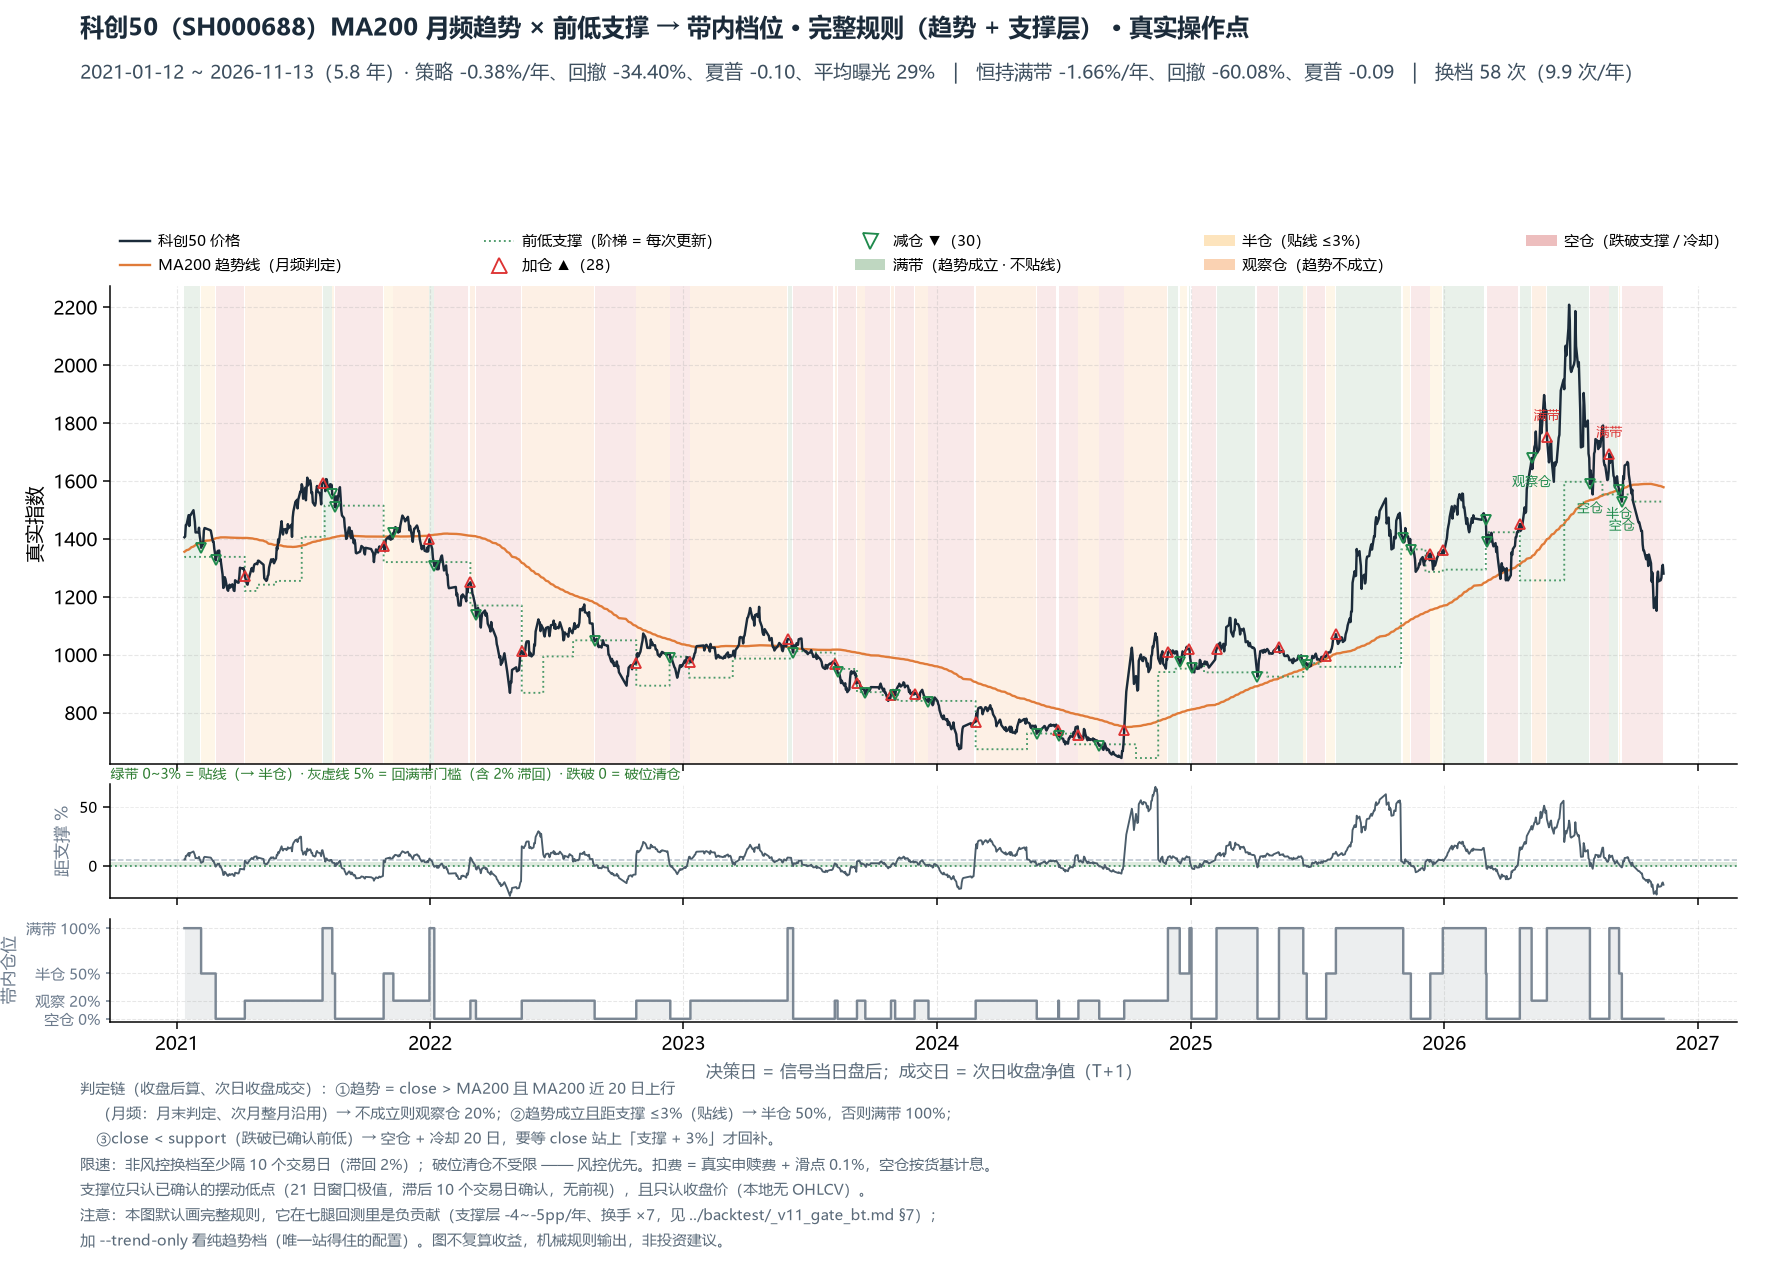 科创50（SH000688）MA200 月频趋势 × 前低支撑 → 带内档位 • 完整规则（趋势 + 支撑层） • 真实操作点
2021-01-12 ~ 2026-11-13（5.8 年）· 策略 -0.38%/年、回撤 -34.40%、夏普 -0.10、平均曝光 29% ｜ 恒持满带 -1.66%/年、回撤 -60.08%、夏普 -0.09 ｜ 换档 58 次（9.9 次/年）
科创50 价格
前低支撑（阶梯 = 每次更新）
减仓 ▼（30）
半仓（贴线 ≤3%）
空仓（跌破支撑 / 冷却）
MA200 趋势线（月频判定）
加仓 ▲（28）
满带（趋势成立 · 不贴线）
观察仓（趋势不成立）
真实指数
2200
2000
1800
1600
1400
1200
1000
800
满带
满带
观察仓
空仓
半仓
空仓
绿带 0~3% = 贴线（→ 半仓）· 灰虚线 5% = 回满带门槛（含 2% 滞回）· 跌破 0 = 破位清仓
距支撑 %
50
0
带内仓位
满带 100%
半仓 50%
观察 20%
空仓 0%
2021
2022
2023
2024
2025
2026
2027
决策日 = 信号当日盘后；成交日 = 次日收盘净值（T+1）
判定链（收盘后算、次日收盘成交）：①趋势 = close > MA200 且 MA200 近 20 日上行
（月频：月末判定、次月整月沿用）→ 不成立则观察仓 20%；②趋势成立且距支撑 ≤3%（贴线）→ 半仓 50%，否则满带 100%；
③close < support（跌破已确认前低）→ 空仓 + 冷却 20 日，要等 close 站上「支撑 + 3%」才回补。
限速：非风控换档至少隔 10 个交易日（滞回 2%）；破位清仓不受限 —— 风控优先。扣费 = 真实申赎费 + 滑点 0.1%，空仓按货基计息。
支撑位只认已确认的摆动低点（21 日窗口极值，滞后 10 个交易日确认，无前视），且只认收盘价（本地无 OHLCV）。
注意：本图默认画完整规则，它在七腿回测里是负贡献（支撑层 -4~-5pp/年、换手 ×7，见 ../backtest/_v11_gate_bt.md §7）；
加 --trend-only 看纯趋势档（唯一站得住的配置）。图不复算收益，机械规则输出，非投资建议。